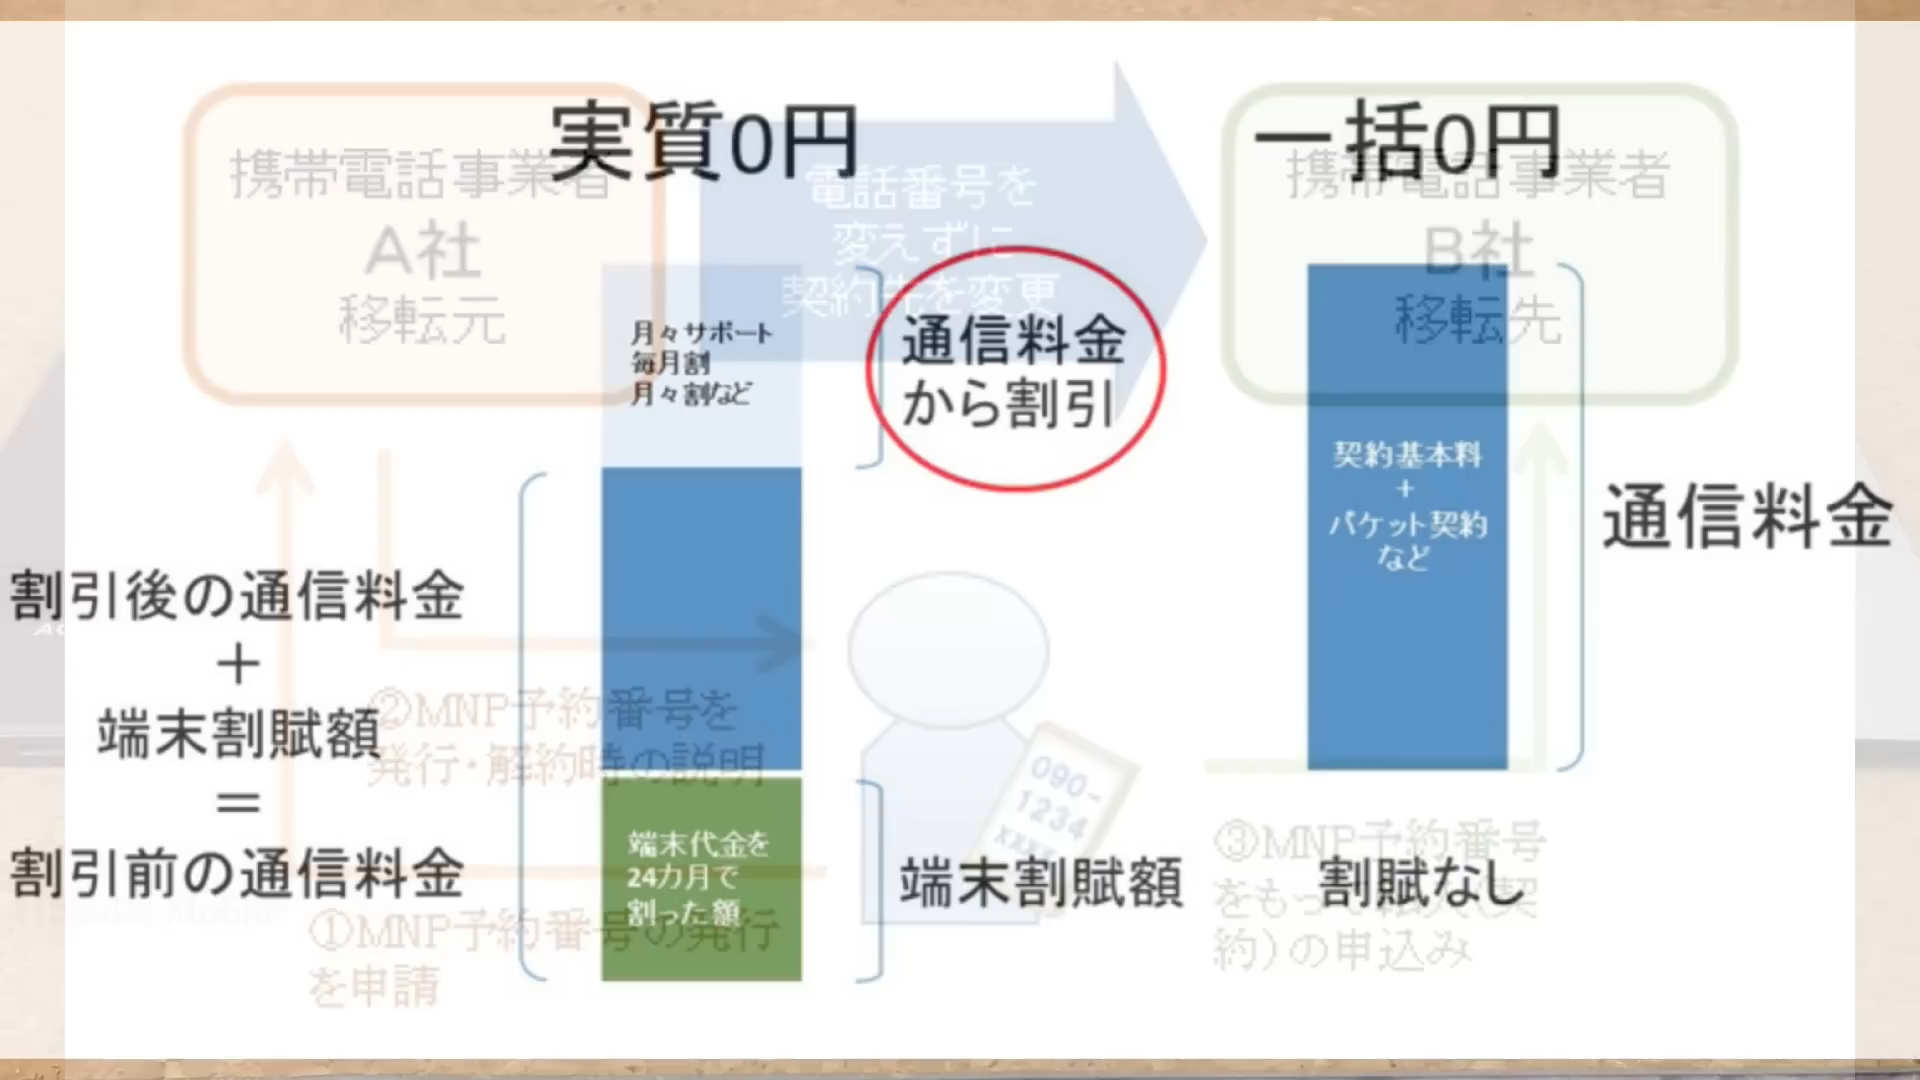 実質0円
一括0円
携帯電話事業者
A社
移転元
電話番号を
変えずに
契約先を変更
携帯電話事業者
B社
移転先
月々サポート
毎月割
月々割など
通信料金
から割引
契約基本料
+
パケット契約
など
通信料金
割引後の通信料金
+
端末割賦額
=
割引前の通信料金
②MNP予約番号を
発行・解約時の説明
090-
1234
xxxx
端末代金を
24カ月で
割った額
端末割賦額
割賦なし
①MNP予約番号の発行
を申請
③MNP予約番号
をもって転入(契
約)の申込み